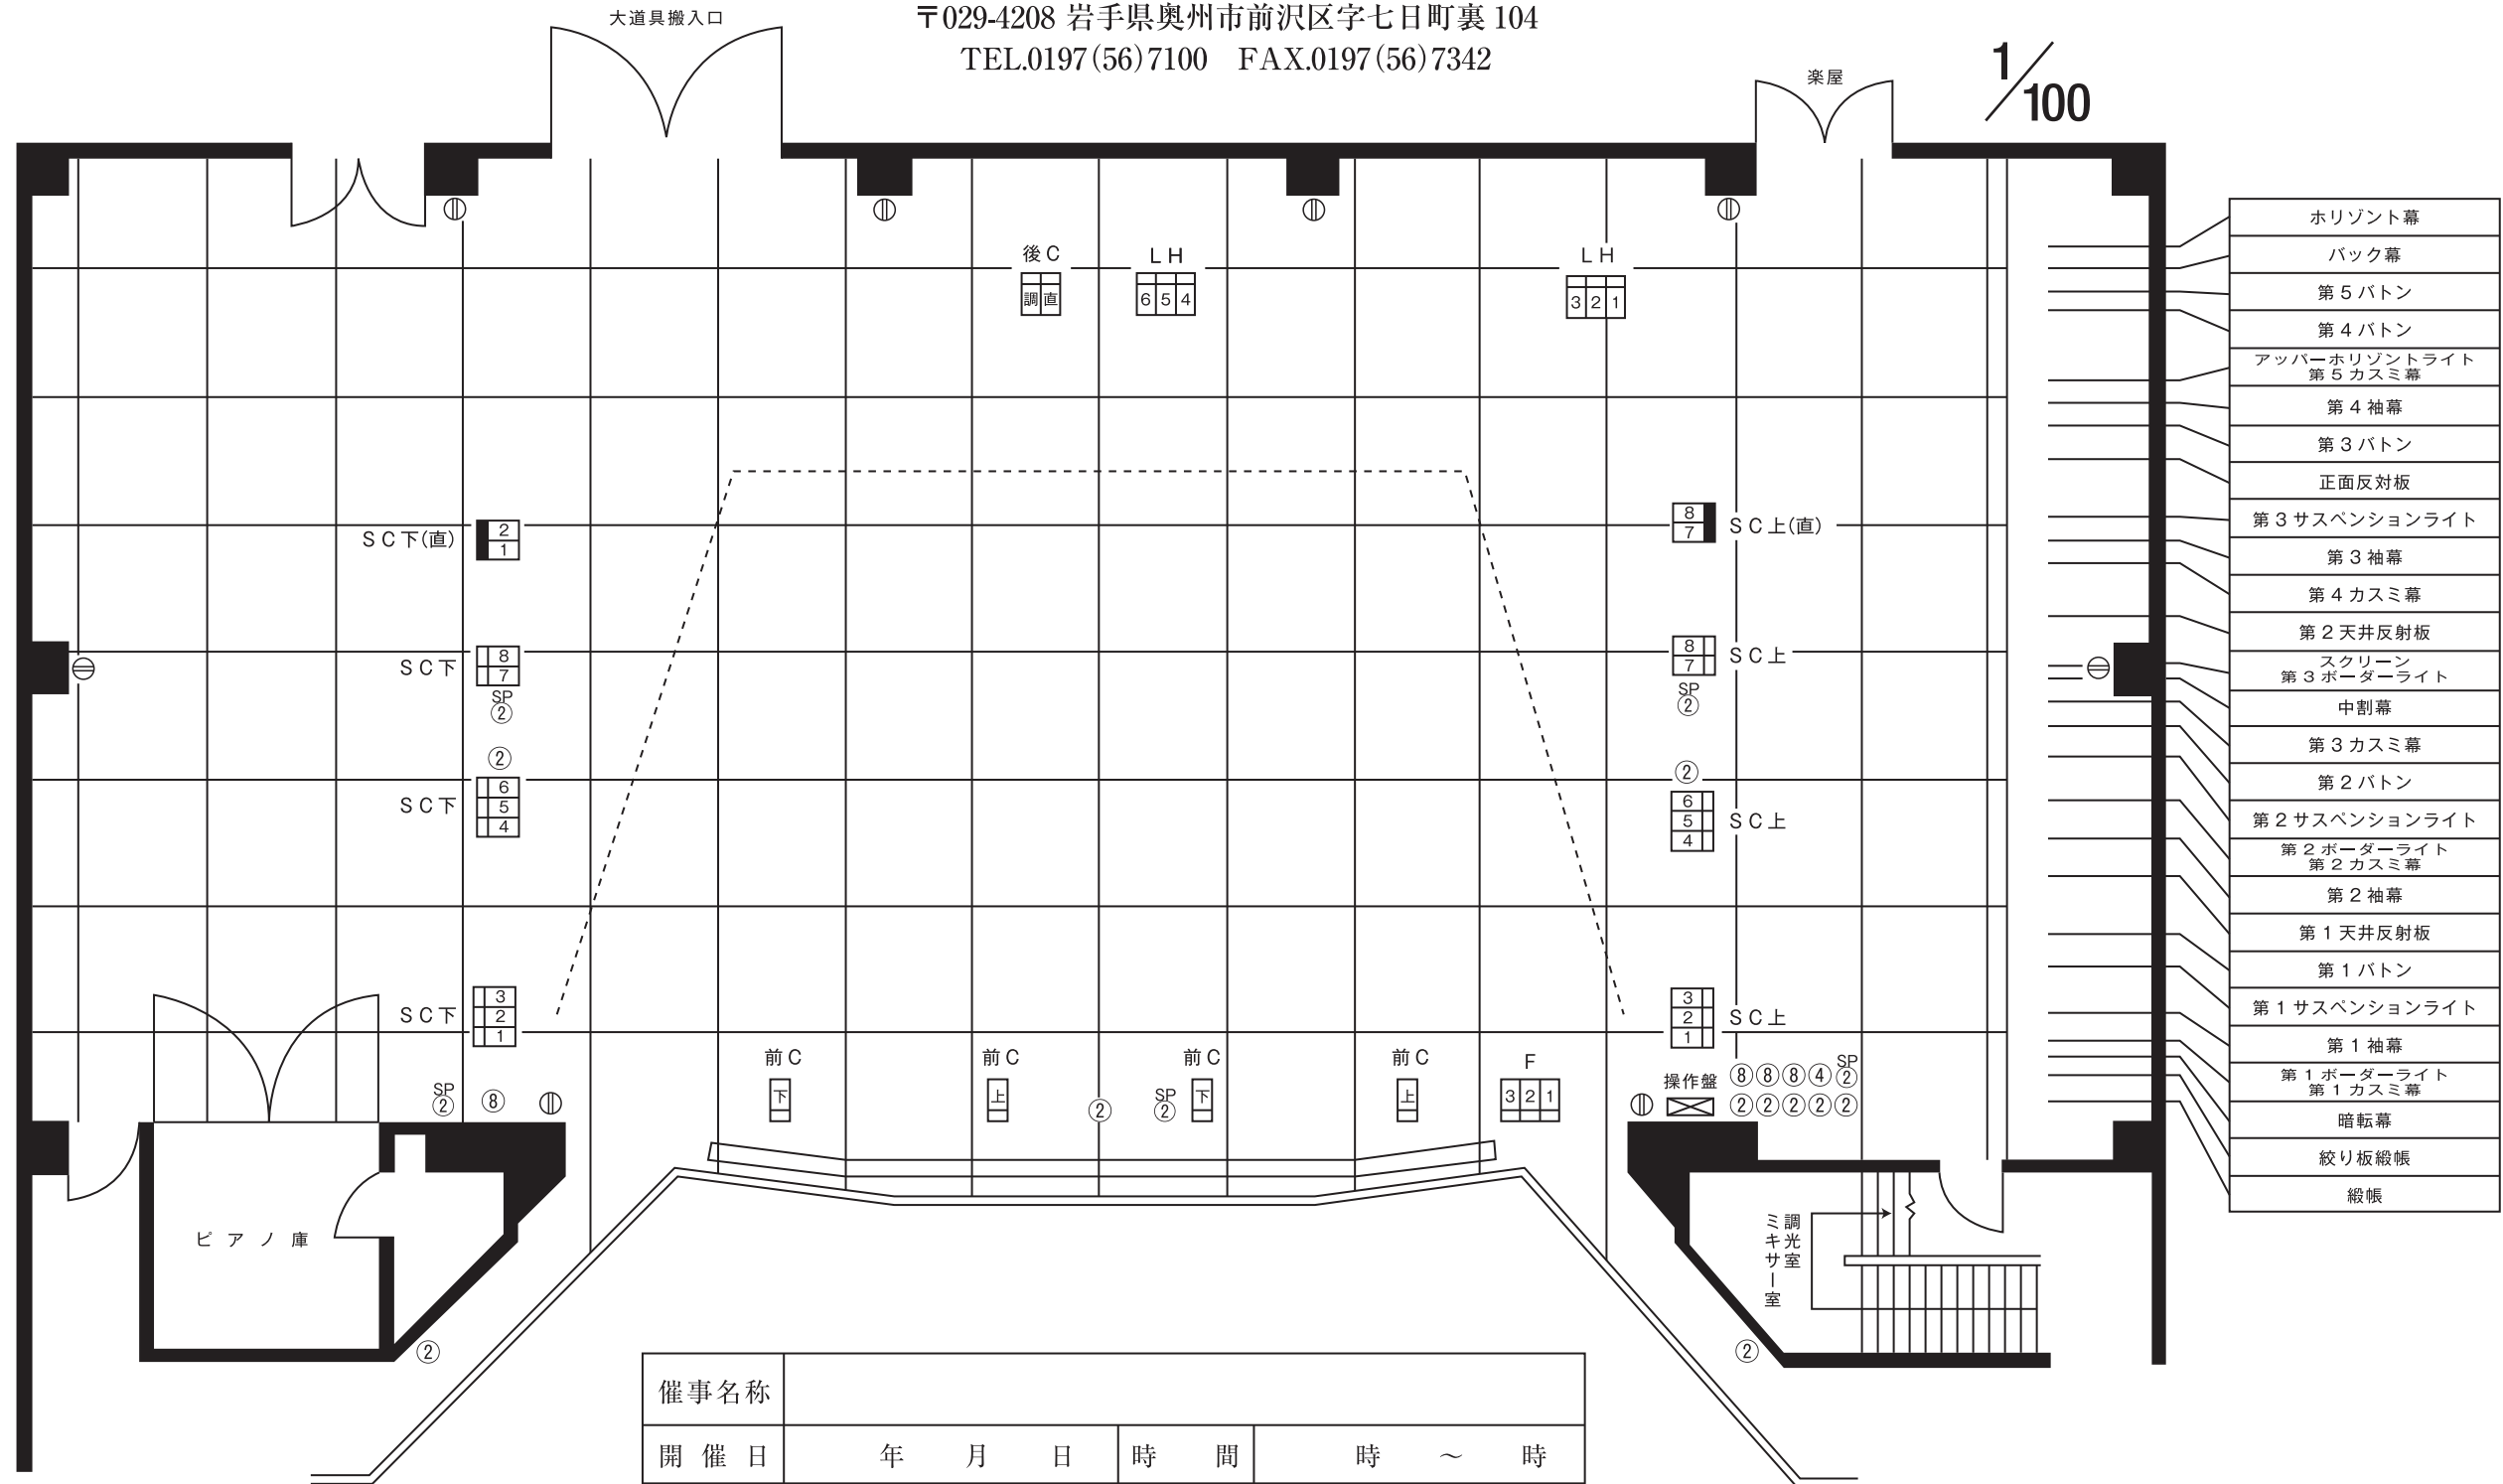 大道具搬入口
〒029-4208 岩手県奥州市前沢区字七日町裏 104
TEL.0197(56)7100　FAX.0197(56)7342
楽屋
1/100
後C
調 直
LH
6 5 4
LH
3 2 1
SC下(直)
2
1
8
7
SC上(直)
SC下
8
7
SP
②
8
7
SC上
SP
②
②
SC下
6
5
4
②
6
5
4
SC上
SC下
3
2
1
3
2
1
SC上
SP
②
⑧
前C
下
前C
上
②
SP
②
前C
下
前C
上
F
3 2 1
操作盤
⑧⑧⑧④
SP
②
②②②②②
ピアノ庫
②
調光室
ミキサー室
②
ホリゾント幕
バック幕
第5バトン
第4バトン
アッパーホリゾントライト
第5カスミ幕
第4袖幕
第3バトン
正面反対板
第3サスペンションライト
第3袖幕
第4カスミ幕
第2天井反射板
スクリーン
第3ボーダーライト
中割幕
第3カスミ幕
第2バトン
第2サスペンションライト
第2ボーダーライト
第2カスミ幕
第2袖幕
第1天井反射板
第1バトン
第1サスペンションライト
第1袖幕
第1ボーダーライト
第1カスミ幕
暗転幕
絞り板緞帳
緞帳
催事名称
開催日　年　月　日　時間　時　～　時